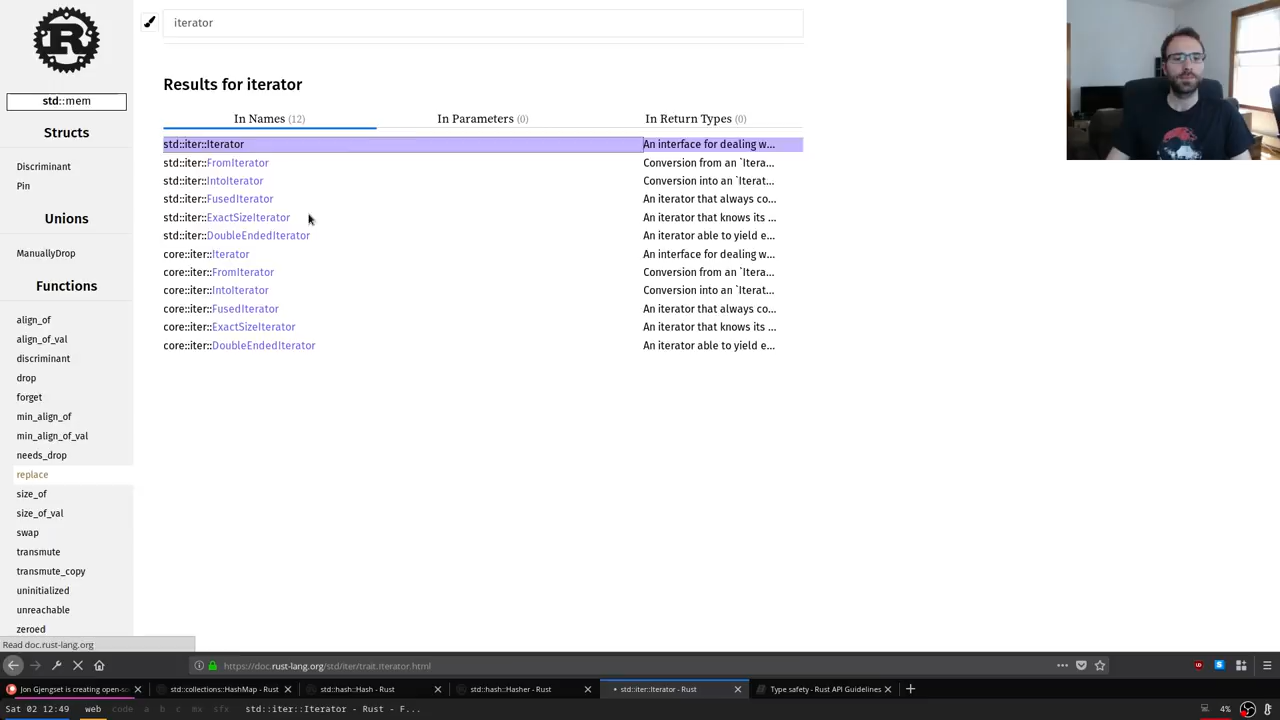 iterator
std::mem
Structs
Discriminant
Pin
Unions
ManuallyDrop
Functions
align_of
align_of_val
discriminant
drop
forget
min_align_of
min_align_of_val
needs_drop
replace
size_of
size_of_val
swap
transmute
transmute_copy
uninitialized
unreachable
zeroed
Results for iterator
In Names (12) In Parameters (0) In Return Types (0)
std::iter::Iterator An interface for dealing w...
std::iter::FromIterator Conversion from an `Itera...
std::iter::IntoIterator Conversion into an `Iterat...
std::iter::FusedIterator An iterator that always co...
std::iter::ExactSizeIterator An iterator that knows its ...
std::iter::DoubleEndedIterator An iterator able to yield e...
core::iter::Iterator An interface for dealing w...
core::iter::FromIterator Conversion from an `Itera...
core::iter::IntoIterator Conversion into an `Iterat...
core::iter::FusedIterator An iterator that always co...
core::iter::ExactSizeIterator An iterator that knows its ...
core::iter::DoubleEndedIterator An iterator able to yield e...
Read doc.rust-lang.org
https://doc.rust-lang.org/std/iter/trait.Iterator.html
Jon Gjengset is creating open-so std::collections::HashMap - Rust std::hash::Hash - Rust std::hash::Hasher - Rust std::iter::Iterator - Rust Type safety - Rust API Guidelines
Sat 02 12:49 web code a b c mx sfx std::iter::Iterator - Rust - F... 4%